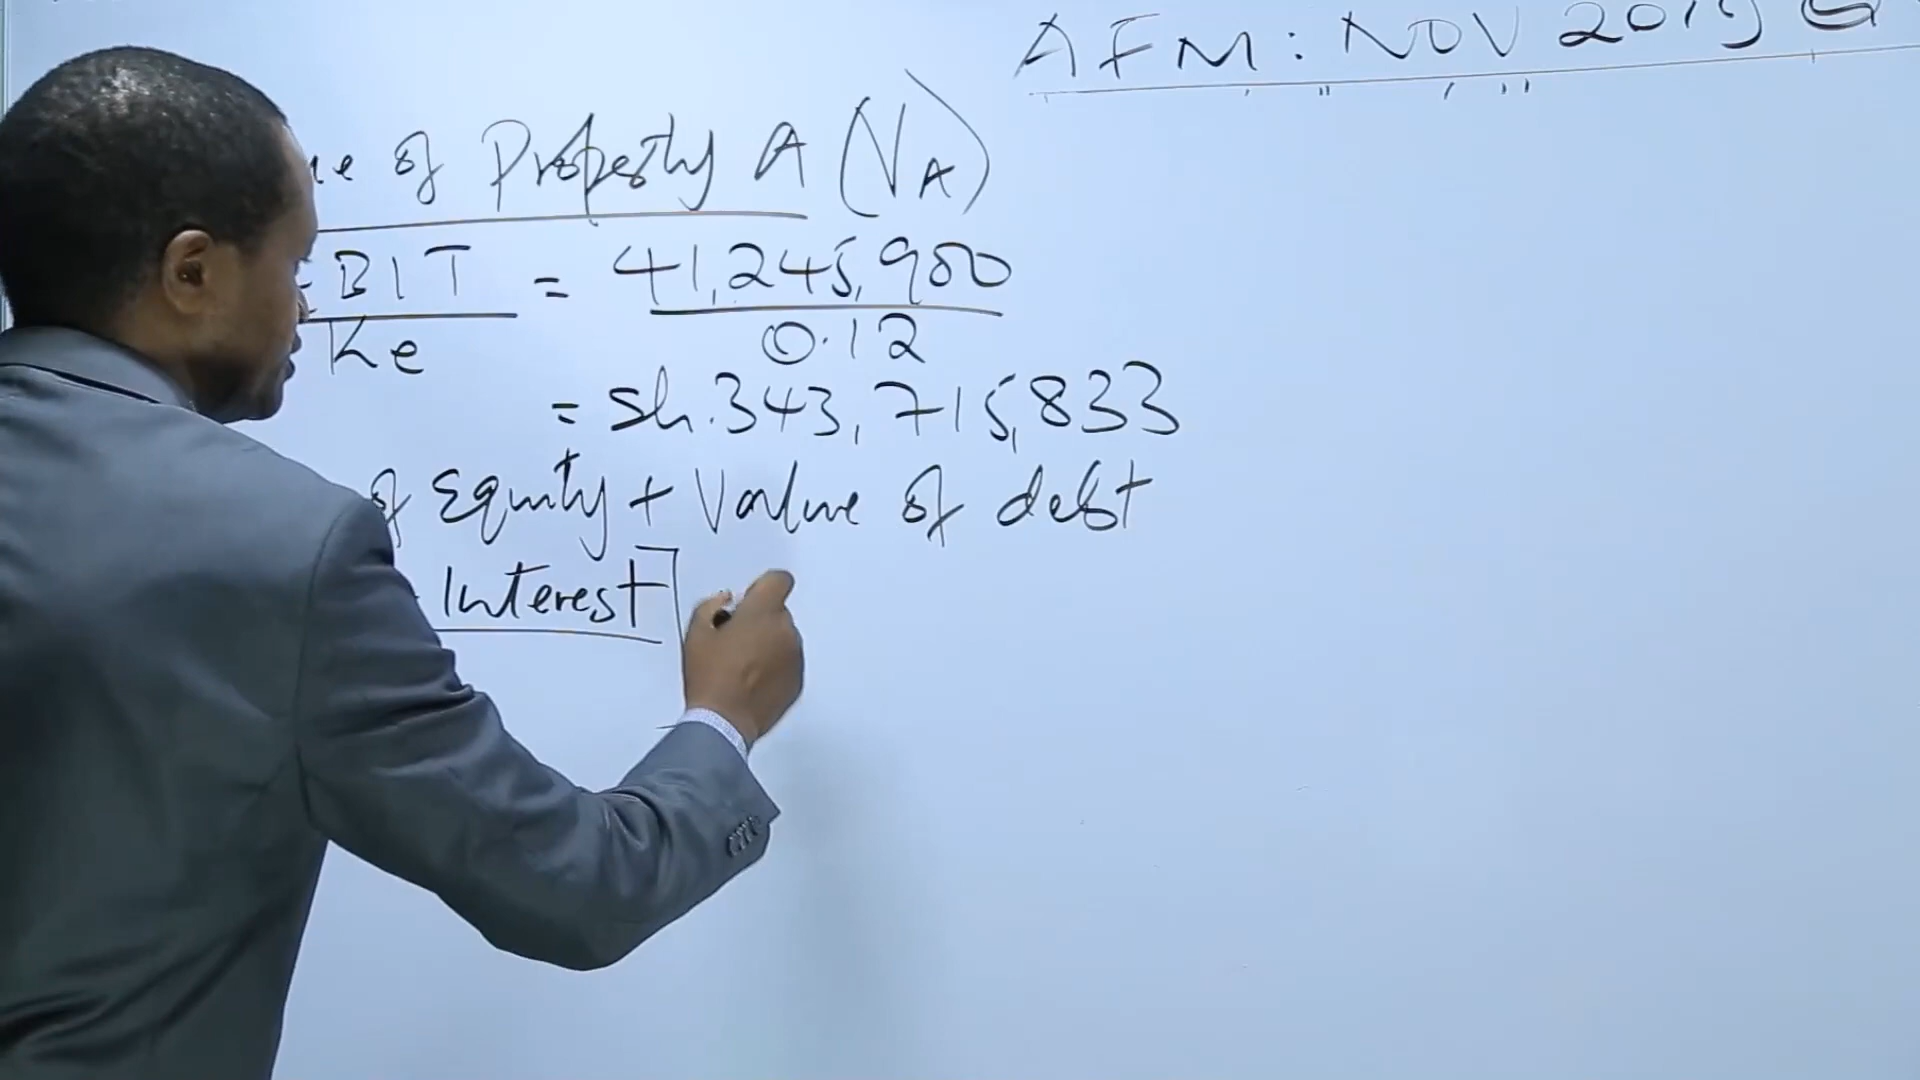 AFM: NOV 2019
of Property A (VA)
EBIT = 41,245,900
Ke 0.12
= Sh.343,715,833
of Equity + Value of debt
Interest